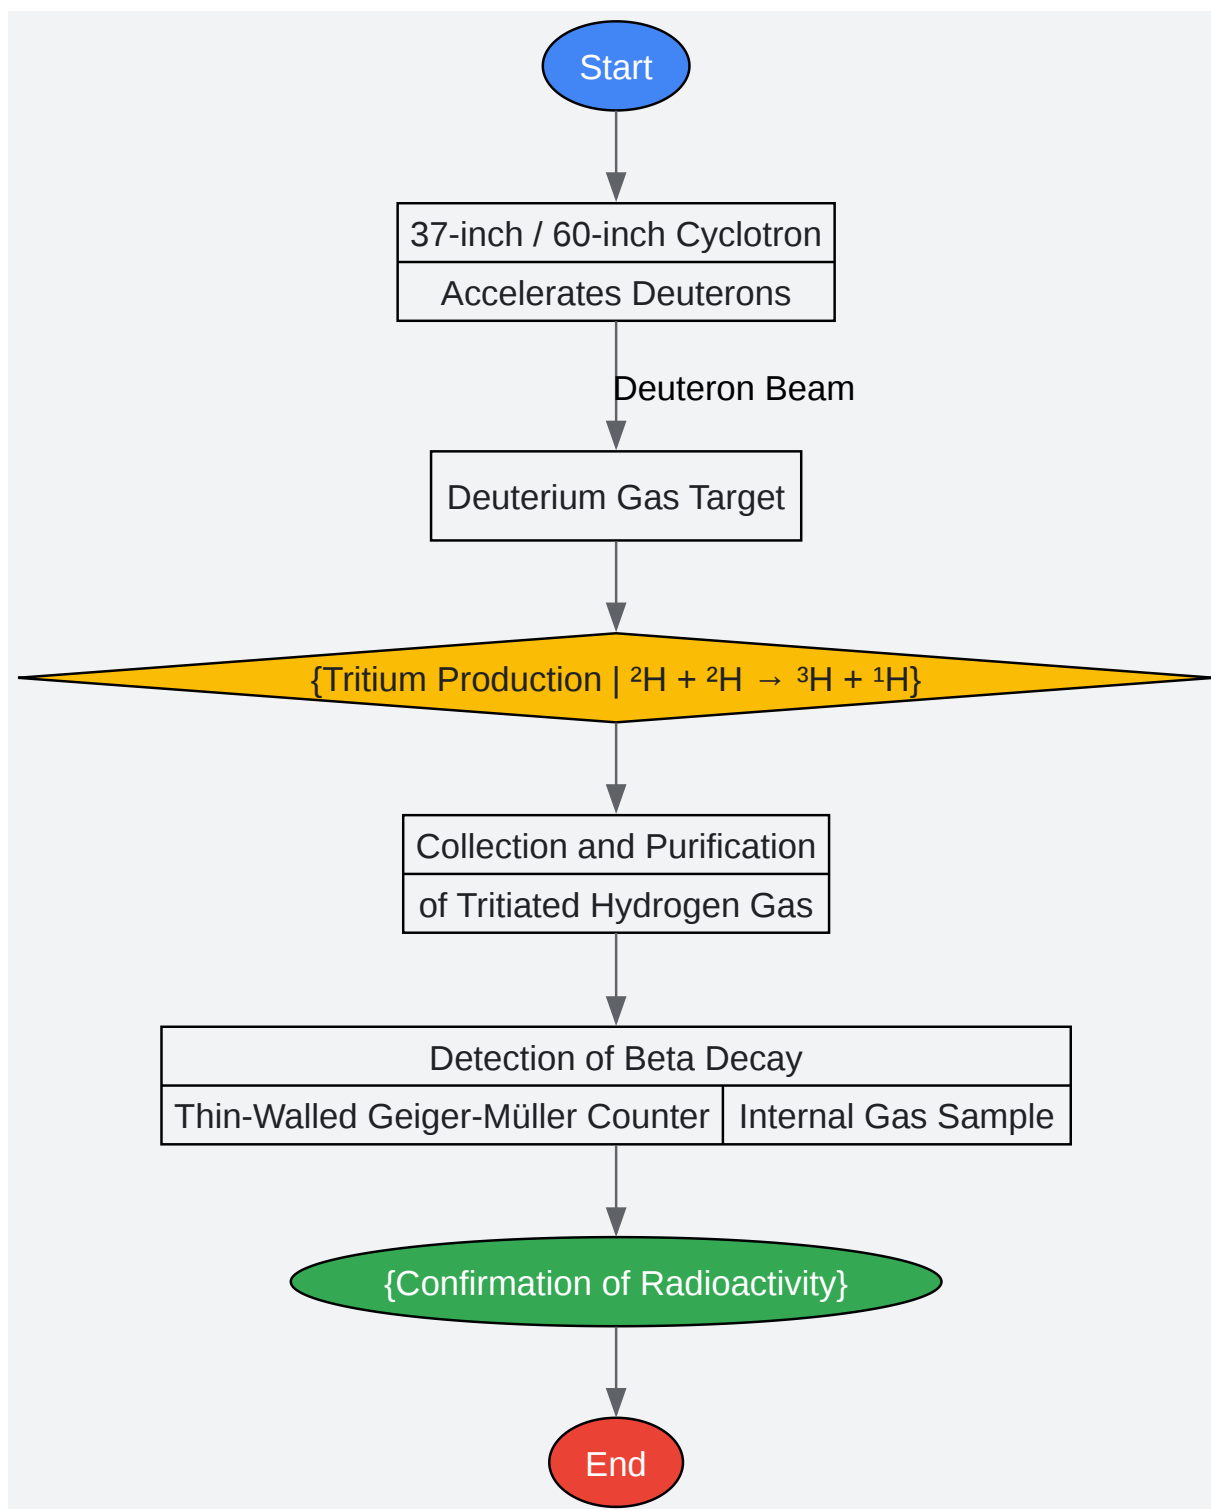 Start
37-inch / 60-inch Cyclotron
Accelerates Deuterons
Deuteron Beam
Deuterium Gas Target
{Tritium Production | ²H + ²H → ³H + ¹H}
Collection and Purification
of Tritiated Hydrogen Gas
Detection of Beta Decay
Thin-Walled Geiger-Müller Counter
Internal Gas Sample
{Confirmation of Radioactivity}
End